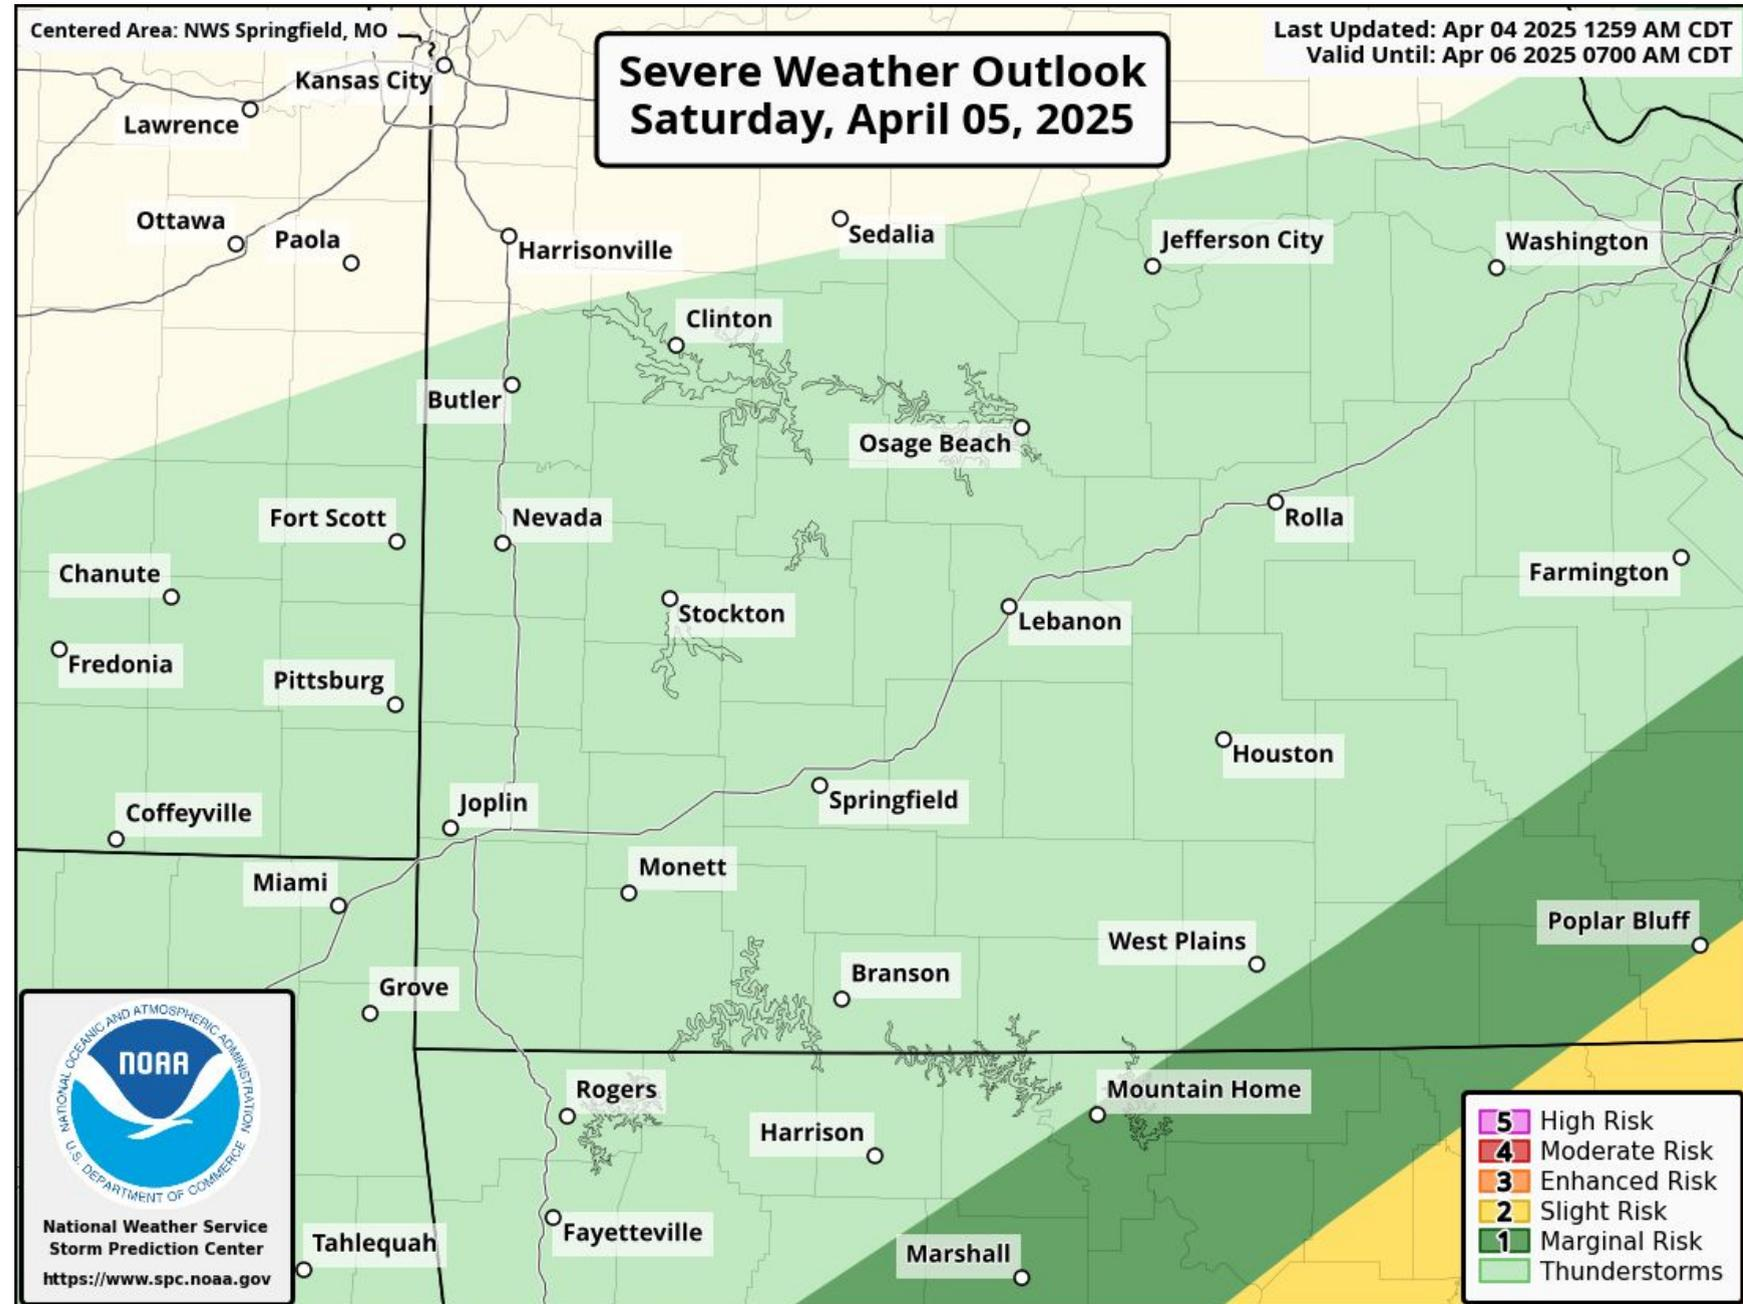 Centered Area: NWS Springfield, MO
Last Updated: Apr 04 2025 1259 AM CDT
Valid Until: Apr 06 2025 0700 AM CDT
Severe Weather Outlook
Saturday, April 05, 2025
Kansas City
Lawrence
Ottawa
Paola
Harrisonville
Sedalia
Jefferson City
Washington
Clinton
Butler
Osage Beach
Fort Scott
Nevada
Rolla
Chanute
Farmington
Stockton
Lebanon
Fredonia
Pittsburg
Houston
Joplin
Springfield
Coffeyville
Monett
Miami
Poplar Bluff
West Plains
Branson
Grove
Rogers
Mountain Home
Harrison
Fayetteville
Tahlequah
Marshall
NATIONAL OCEANIC AND ATMOSPHERIC ADMINISTRATION
NOAA
U.S. DEPARTMENT OF COMMERCE
National Weather Service
Storm Prediction Center
https://www.spc.noaa.gov
5 High Risk
4 Moderate Risk
3 Enhanced Risk
2 Slight Risk
1 Marginal Risk
Thunderstorms